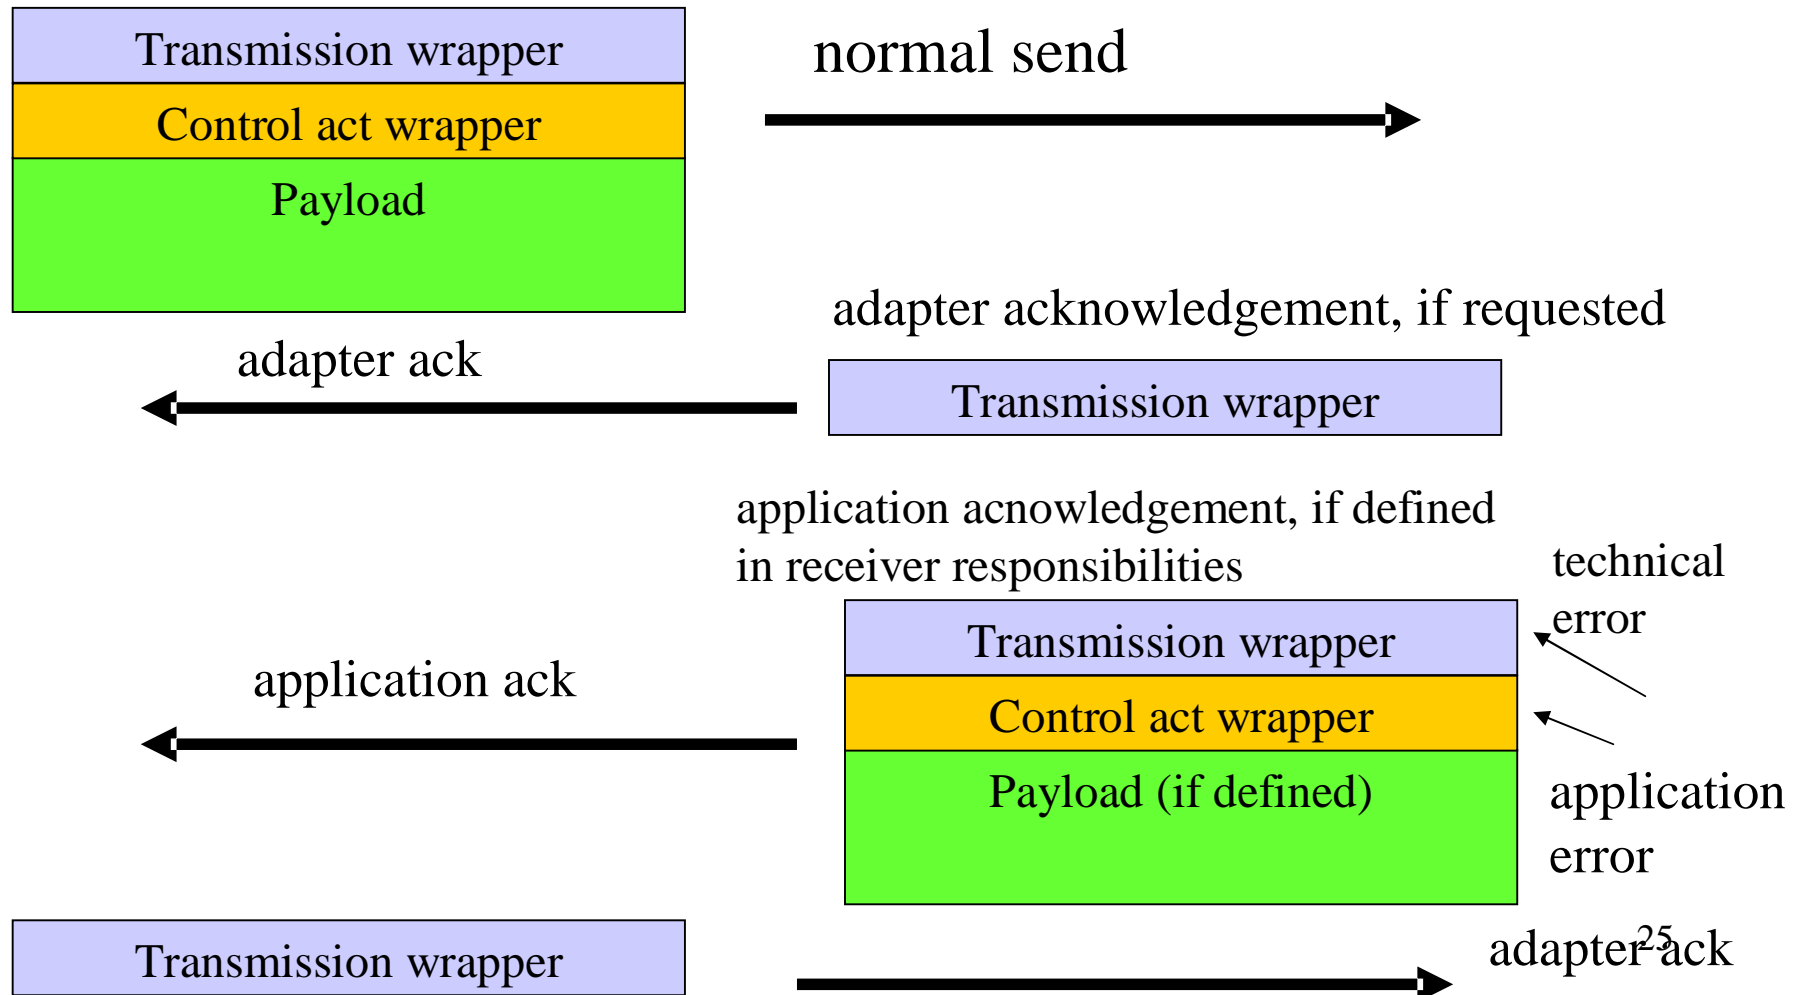 Transmission wrapper
normal send
Control act wrapper
Payload
adapter acknowledgement, if requested
adapter ack
Transmission wrapper
application acnowledgement, if defined
in receiver responsibilities
technical
error
Transmission wrapper
application ack
Control act wrapper
Payload (if defined)
application
error
Transmission wrapper
adapter ack
25